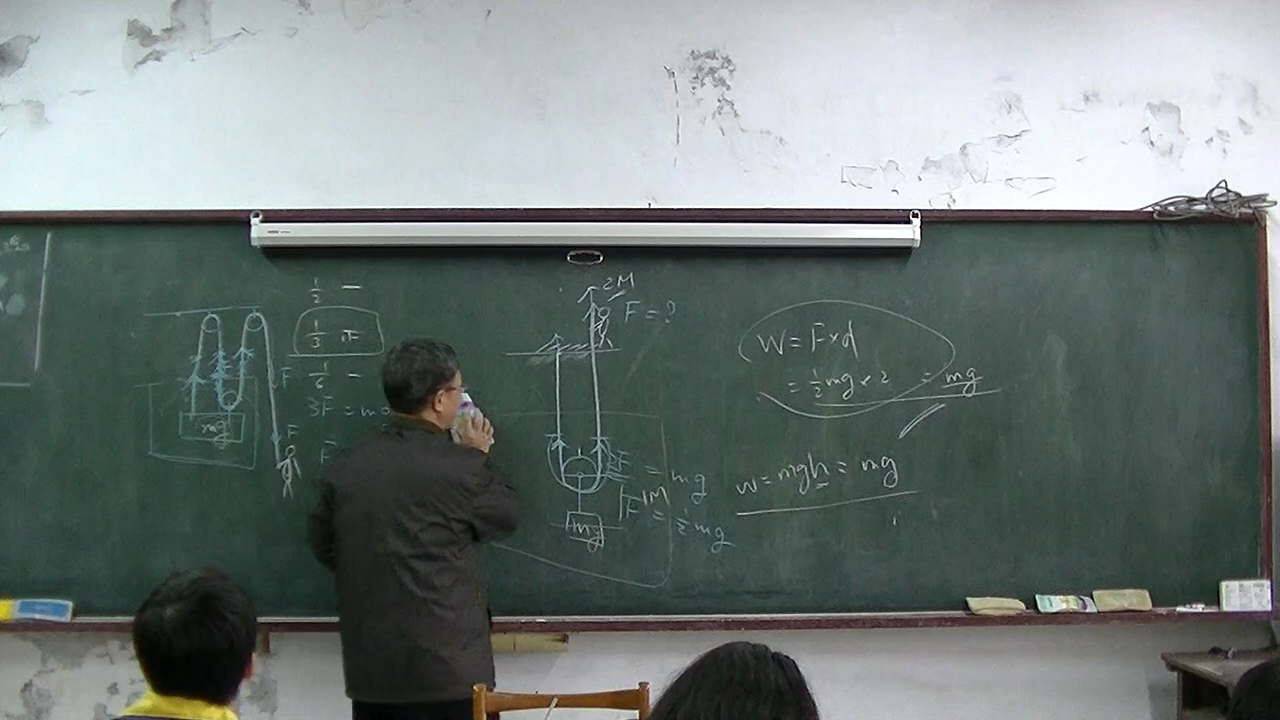 1/2 —
1/3 F
1/6 —
3F = mg
F
F
mg
2M
F = ?
2F = mg
1M
F = 1/2 mg
mg
W = F×d
= 1/2 mg × 2 = mg
W = mgh = mg